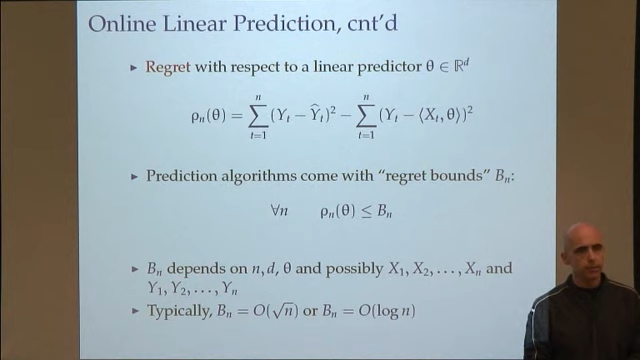 Online Linear Prediction, cnt'd
▸ Regret with respect to a linear predictor θ ∈ ℝ^d
ρ_n(θ) = ∑_{t=1}^{n} (Y_t − Ŷ_t)² − ∑_{t=1}^{n} (Y_t − ⟨X_t, θ⟩)²
▸ Prediction algorithms come with "regret bounds" B_n:
∀n ρ_n(θ) ≤ B_n
▸ B_n depends on n, d, θ and possibly X_1, X_2, . . . , X_n and
Y_1, Y_2, . . . , Y_n
▸ Typically, B_n = O(√n) or B_n = O(log n)